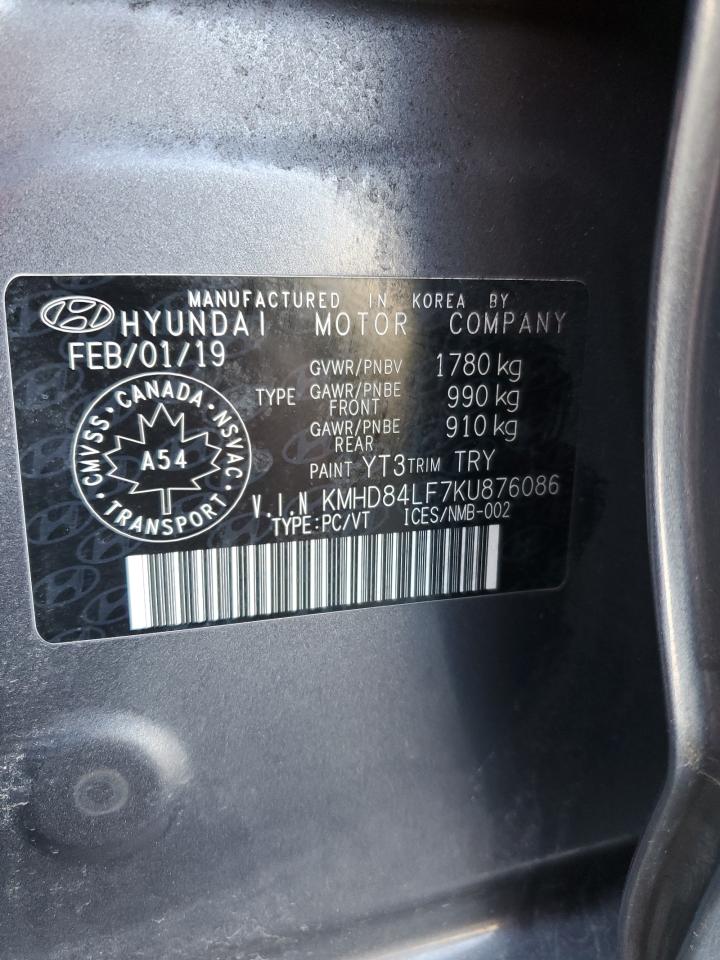 MANUFACTURED IN KOREA BY
HYUNDAI MOTOR COMPANY
FEB/01/19
GVWR/PNBV 1780 kg
TYPE GAWR/PNBE FRONT 990 kg
GAWR/PNBE REAR 910 kg
PAINT YT3 TRIM TRY
V.I.N KMHD84LF7KU876086
TYPE:PC/VT ICES/NMB-002
CMVSS • CANADA • NSVAC • TRANSPORT •
A54